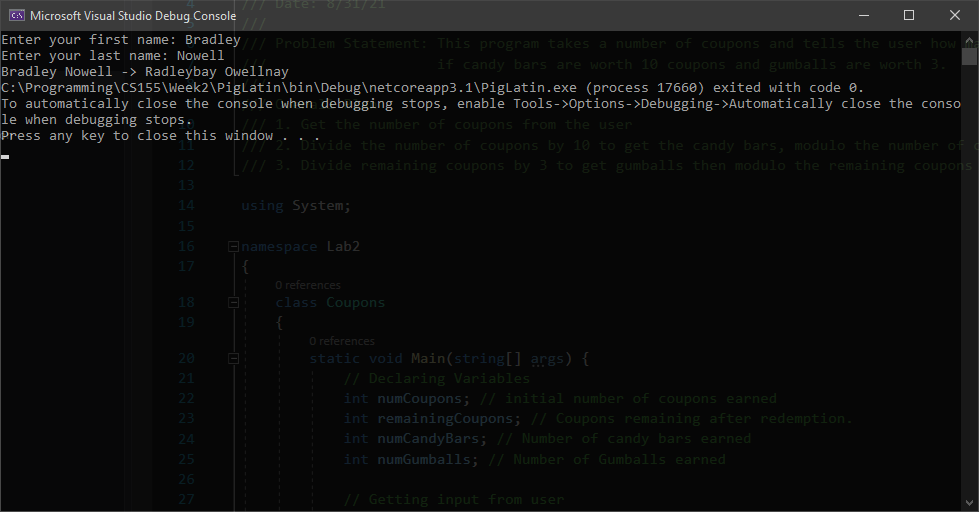 Microsoft Visual Studio Debug Console
Enter your first name: Bradley
Enter your last name: Nowell
Bradley Nowell -> Radleybay Owellnay
C:\Programming\CS155\Week2\PigLatin\bin\Debug\netcoreapp3.1\PigLatin.exe (process 17660) exited with code 0.
To automatically close the console when debugging stops, enable Tools->Options->Debugging->Automatically close the conso
le when debugging stops.
Press any key to close this window . . .
4 /// Date: 8/31/21
///
/// Problem Statement: This program takes a number of coupons and tells the user how
/// if candy bars are worth 10 coupons and gumballs are worth 3.
/// 1. Get the number of coupons from the user
11 /// 2. Divide the number of coupons by 10 to get the candy bars, modulo the number of
12 /// 3. Divide remaining coupons by 3 to get gumballs then modulo the remaining coupons
13
14 using System;
15
16 namespace Lab2
17 {
0 references
18 class Coupons
19 {
0 references
20 static void Main(string[] args) {
21 // Declaring Variables
22 int numCoupons; // initial number of coupons earned
23 int remainingCoupons; // Coupons remaining after redemption.
24 int numCandyBars; // Number of candy bars earned
25 int numGumballs; // Number of Gumballs earned
26
27 // Getting input from user